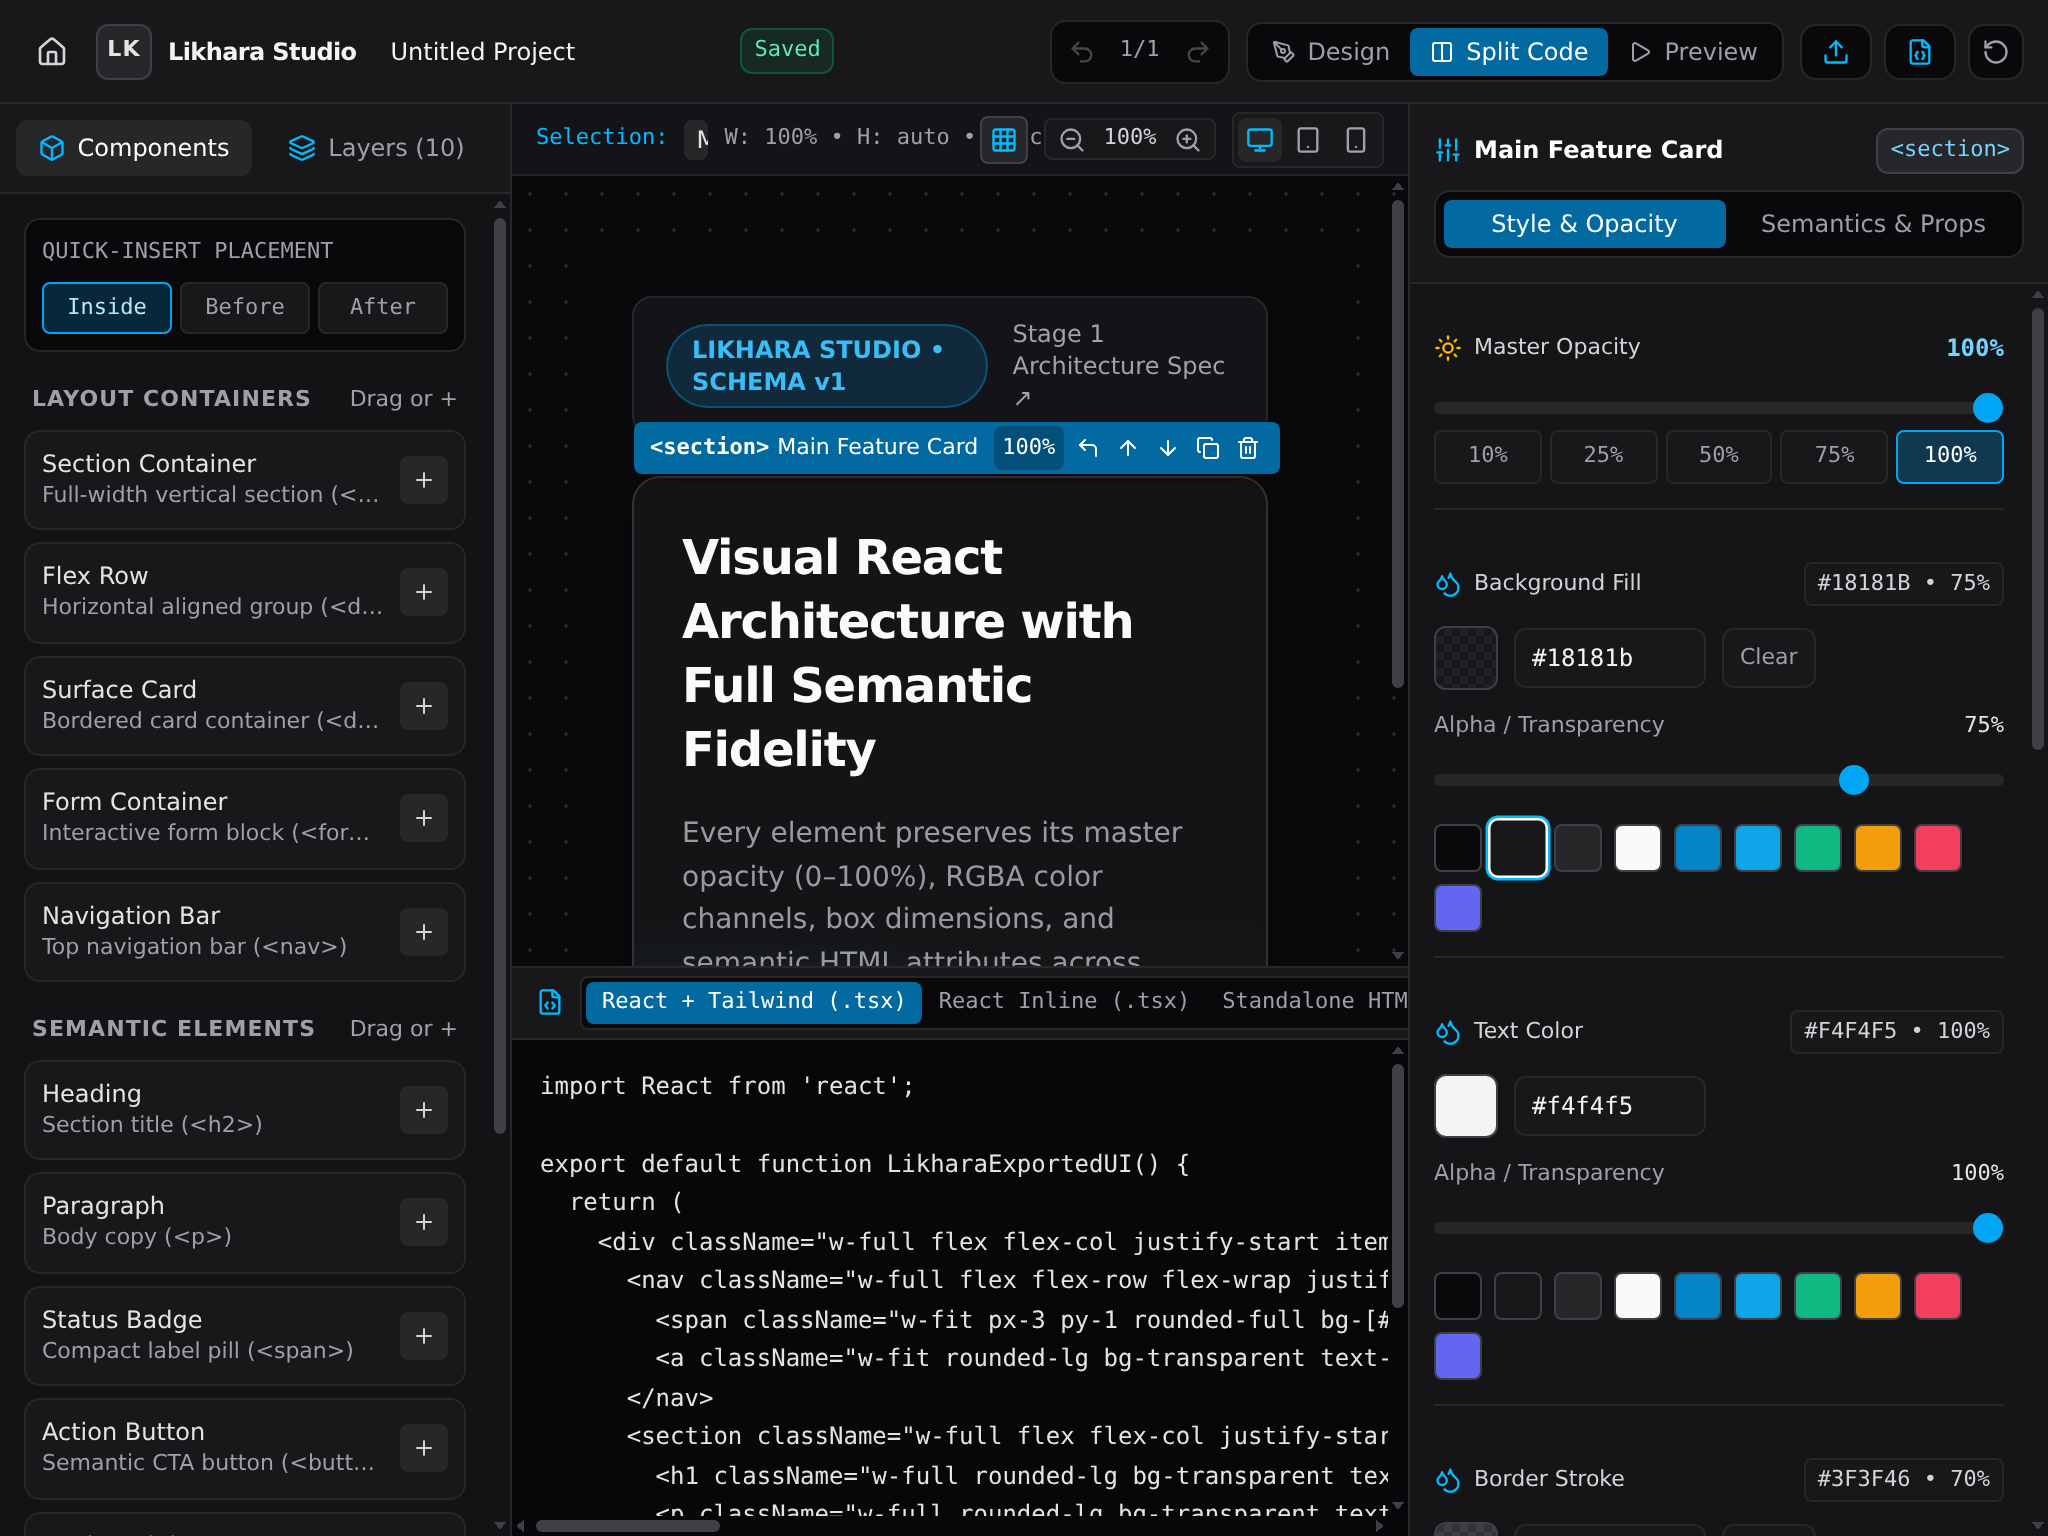 LK Likhara Studio Untitled Project Saved 1/1 Design Split Code Preview
Components Layers (10)
QUICK-INSERT PLACEMENT
Inside Before After
LAYOUT CONTAINERS Drag or +
Section Container
Full-width vertical section (<...
Flex Row
Horizontal aligned group (<d...
Surface Card
Bordered card container (<d...
Form Container
Interactive form block (<for...
Navigation Bar
Top navigation bar (<nav>)
SEMANTIC ELEMENTS Drag or +
Heading
Section title (<h2>)
Paragraph
Body copy (<p>)
Status Badge
Compact label pill (<span>)
Action Button
Semantic CTA button (<butt...
Selection: W: 100% • H: auto • 100%
LIKHARA STUDIO •
SCHEMA v1
Stage 1
Architecture Spec
↗
<section> Main Feature Card 100%
Visual React
Architecture with
Full Semantic
Fidelity
Every element preserves its master
opacity (0–100%), RGBA color
channels, box dimensions, and
semantic HTML attributes across
React + Tailwind (.tsx) React Inline (.tsx) Standalone HTM
import React from 'react';
export default function LikharaExportedUI() {
return (
<div className="w-full flex flex-col justify-start item
<nav className="w-full flex flex-row flex-wrap justif
<span className="w-fit px-3 py-1 rounded-full bg-[#
<a className="w-fit rounded-lg bg-transparent text-
</nav>
<section className="w-full flex flex-col justify-star
<h1 className="w-full rounded-lg bg-transparent tex
<p className="w-full rounded-lg bg-transparent text
Main Feature Card <section>
Style & Opacity Semantics & Props
Master Opacity 100%
10% 25% 50% 75% 100%
Background Fill #18181B • 75%
#18181b Clear
Alpha / Transparency 75%
Text Color #F4F4F5 • 100%
#f4f4f5
Alpha / Transparency 100%
Border Stroke #3F3F46 • 70%